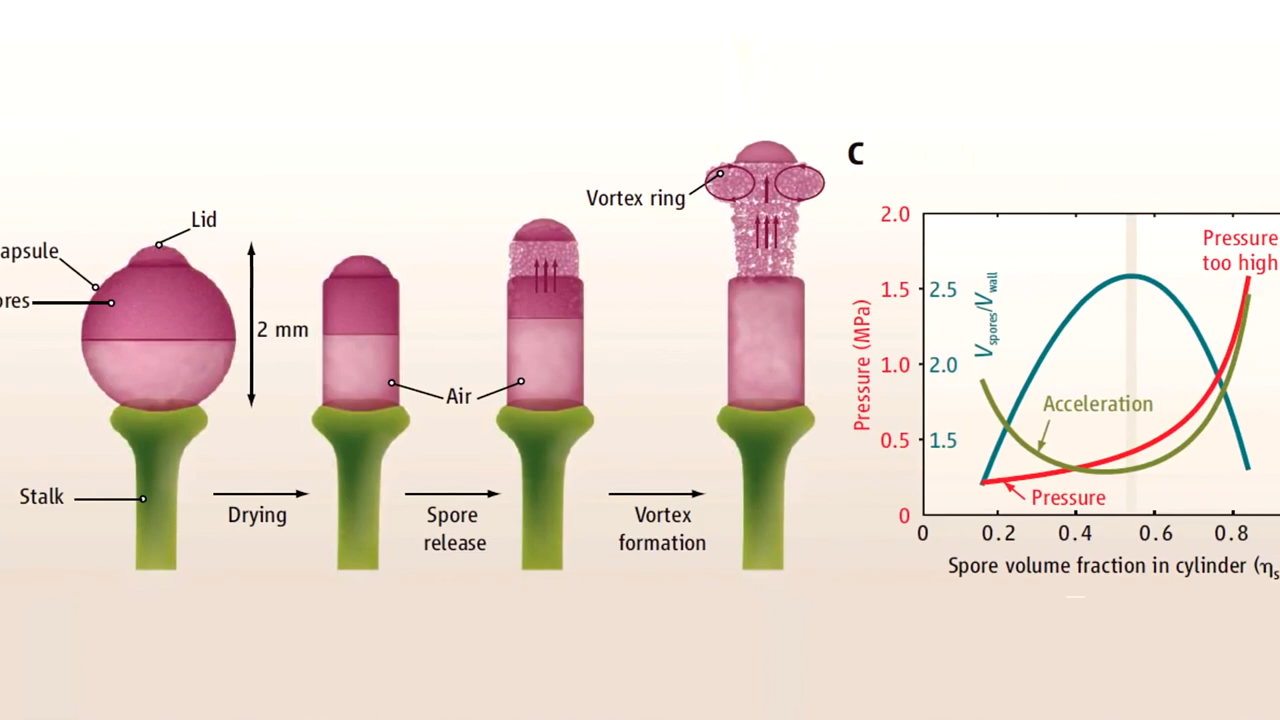 Lid
apsule
ores
2 mm
Stalk
Drying
Air
Spore
release
Vortex
formation
Vortex ring
C
Pressure (MPa)
2.0
1.5
1.0
0.5
0
2.5
2.0
1.5
Vspores/Vwall
Acceleration
Pressure
Pressure
too high
0
0.2
0.4
0.6
0.8
Spore volume fraction in cylinder (ηs